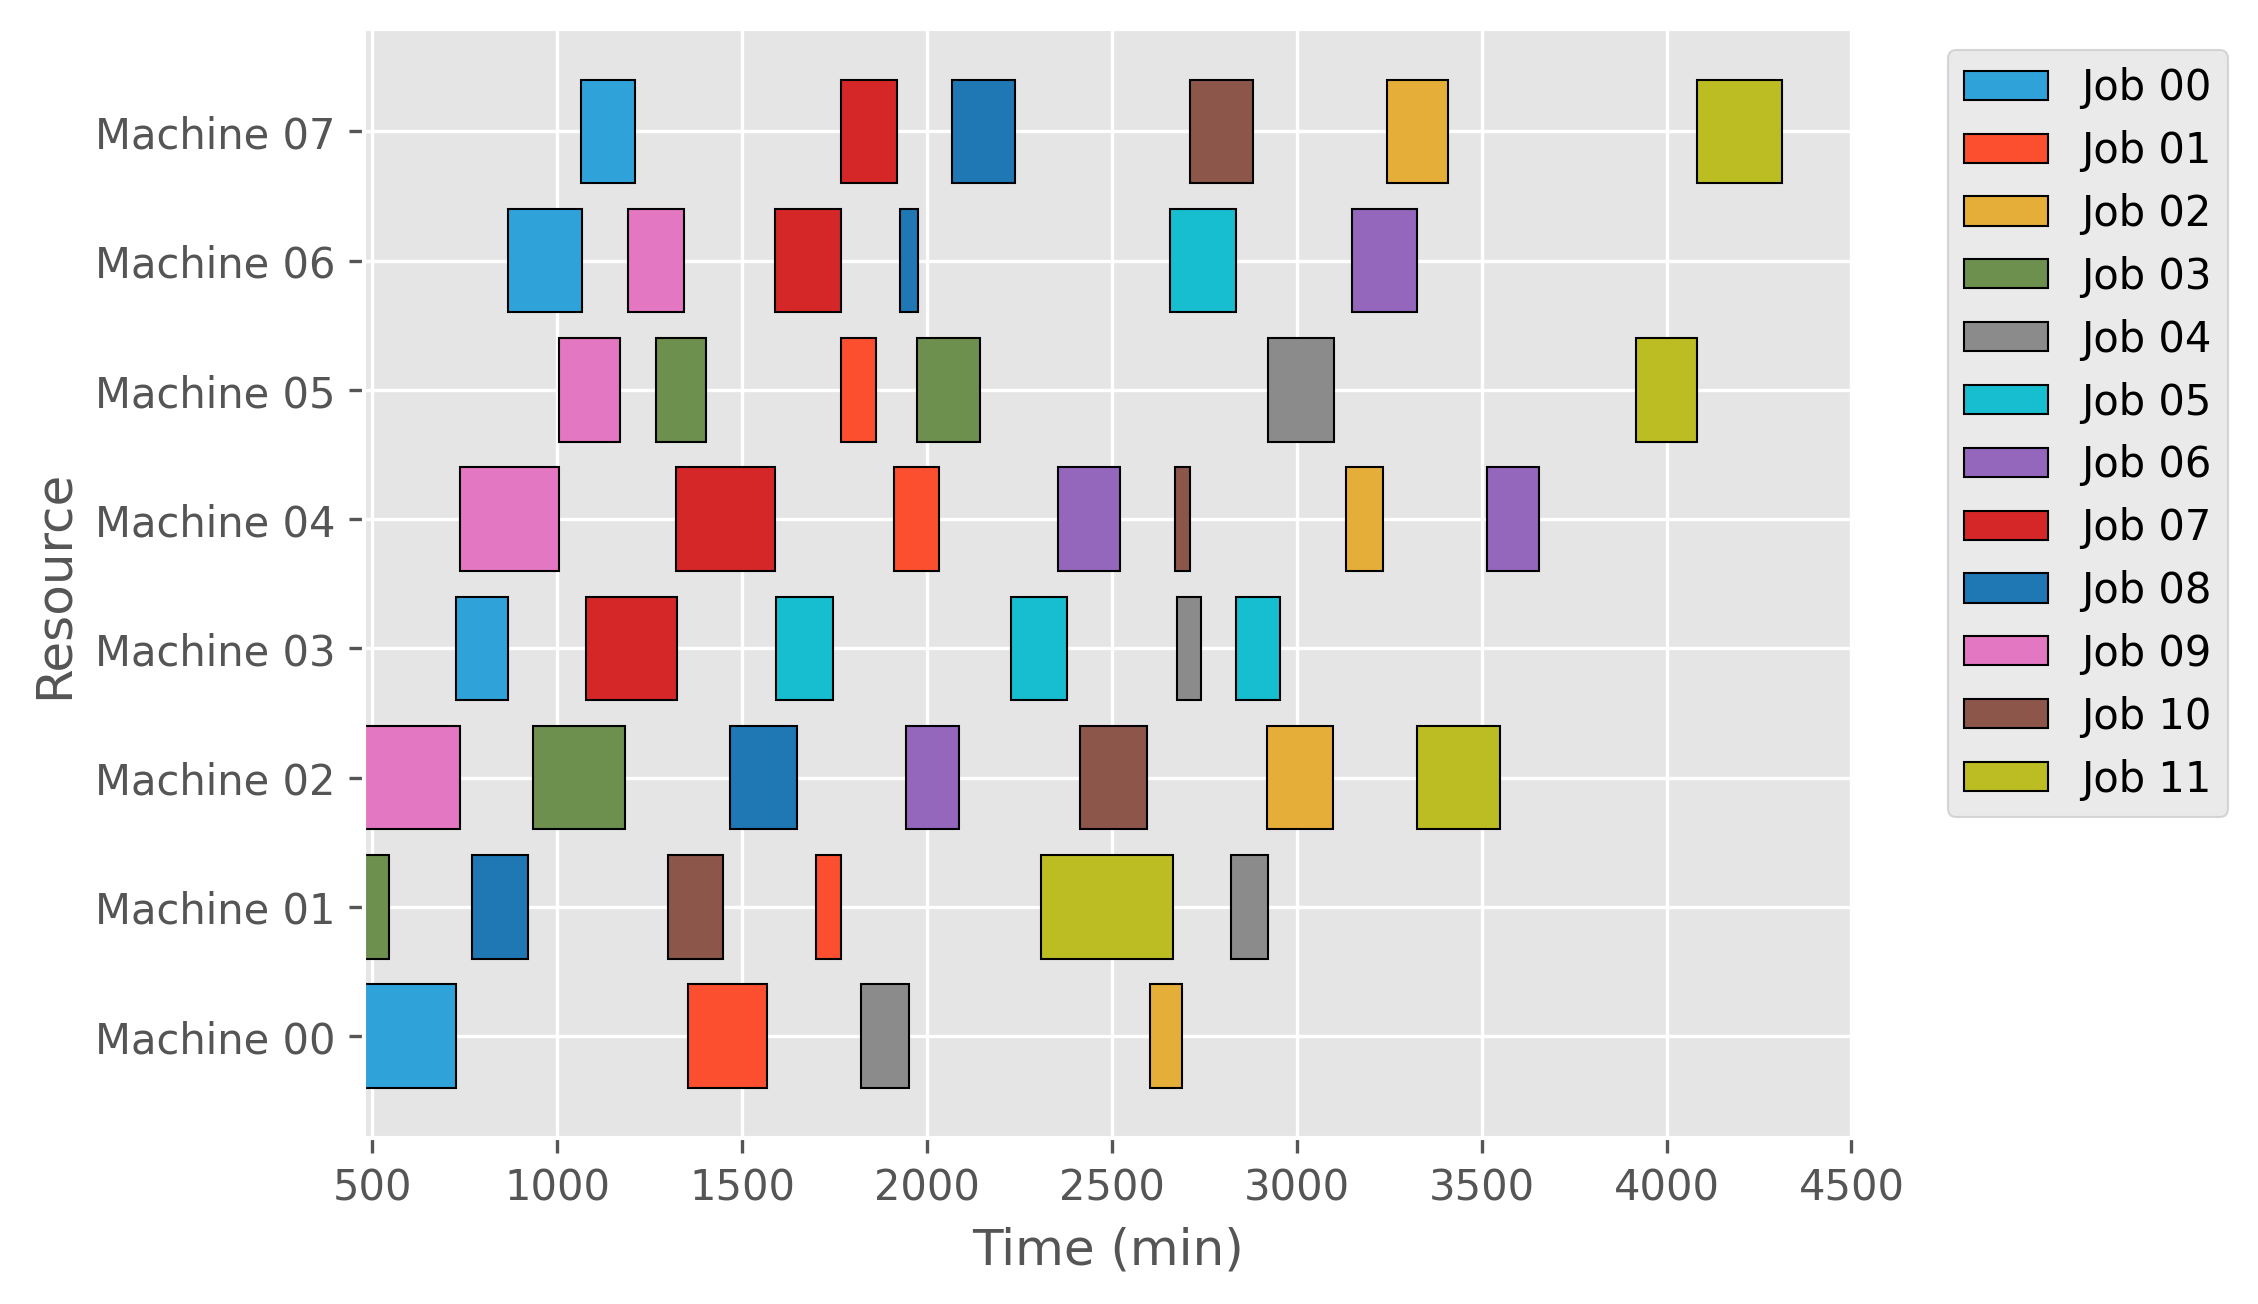 Machine 07
Machine 06
Machine 05
Machine 04
Machine 03
Machine 02
Machine 01
Machine 00
Resource
500 1000 1500 2000 2500 3000 3500 4000 4500
Time (min)
Job 00
Job 01
Job 02
Job 03
Job 04
Job 05
Job 06
Job 07
Job 08
Job 09
Job 10
Job 11